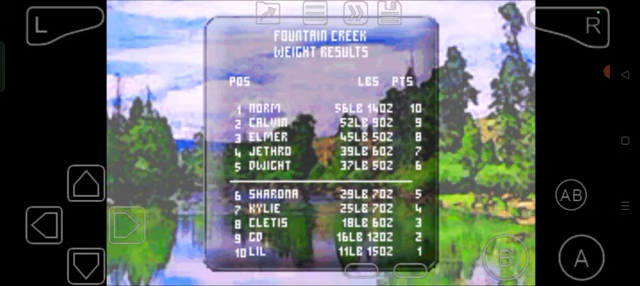 L
R
FOUNTAIN CREEK
WEIGHT RESULTS
POS LBS PTS
1 NORM 56LB 14OZ 10
2 CALVIN 52LB 9OZ 9
3 ELMER 45LB 5OZ 8
4 JETHRO 39LB 6OZ 7
5 DWIGHT 37LB 5OZ 6
6 SHARONA 29LB 7OZ 5
7 KYLIE 25LB 7OZ 4
8 CLETIS 18LB 6OZ 3
9 GQ 16LB 12OZ 2
10 LIL 11LB 15OZ 1
AB
B
A